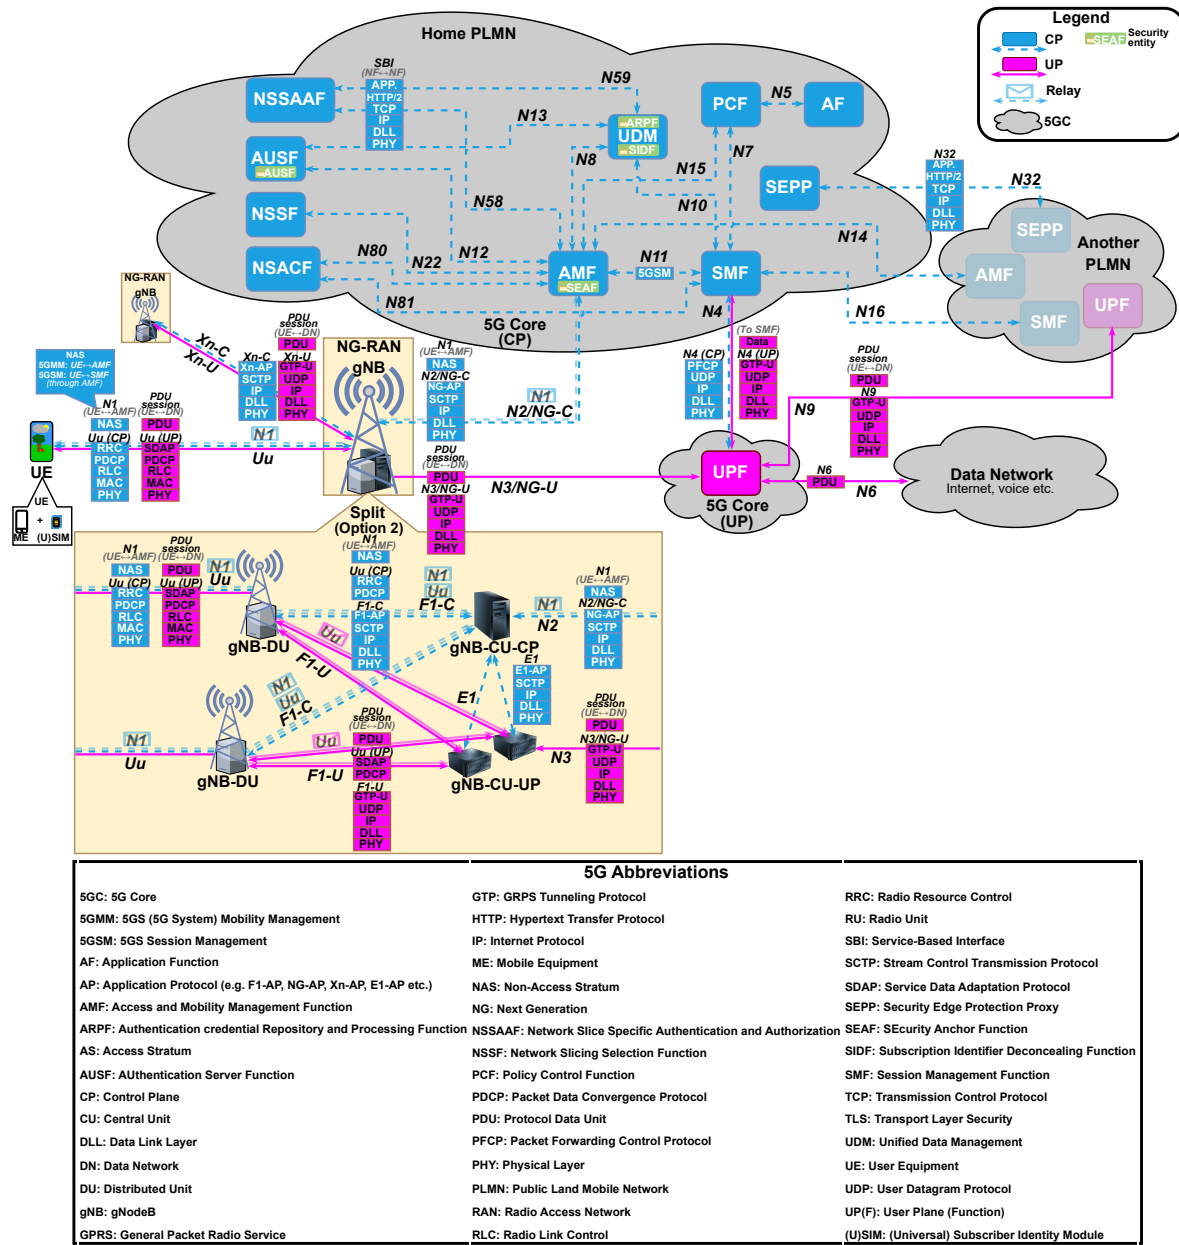 Home PLMN
Legend
CP
SEAF
Security
entity
UP
Relay
5GC
SBI
(NF↔NF)
APP.
HTTP/2
TCP
IP
DLL
PHY
NSSAAF
N59
ARPF
UDM
SIDF
PCF
N5
AF
N13
AUSF
AUSF
N8
N15
N7
SEPP
N32
APP.
HTTP/2
TCP
IP
DLL
PHY
N32
NSSF
N58
N10
N14
SEPP
Another
PLMN
AMF
UPF
SMF
NSACF
N80
N22
N12
AMF
SEAF
N11
5GSM
SMF
N81
N4
N16
5G Core
(CP)
NG-RAN
gNB
Xn-C
Xn-U
PDU
session
(UE↔DN)
PDU
Xn-C
Xn-AP
SCTP
IP
DLL
PHY
Xn-U
GTP-U
UDP
IP
DLL
PHY
NG-RAN
gNB
N1
(UE↔AMF)
NAS
N2/NG-C
NG-AP
SCTP
IP
DLL
PHY
N1
N2/NG-C
(To SMF)
Data
N4 (CP)
PFCP
UDP
IP
DLL
PHY
N4 (UP)
GTP-U
UDP
IP
DLL
PHY
PDU
session
(UE↔DN)
PDU
N9
GTP-U
UDP
IP
DLL
PHY
N9
NAS
5GMM: UE↔AMF
5GSM: UE↔SMF
(through AMF)
N1
(UE↔AMF)
NAS
Uu (CP)
RRC
PDCP
RLC
MAC
PHY
PDU
session
(UE↔DN)
PDU
Uu (UP)
SDAP
PDCP
RLC
MAC
PHY
N1
Uu
UE
UE
+
ME
(U)SIM
PDU
session
(UE↔DN)
PDU
N3/NG-U
GTP-U
UDP
IP
DLL
PHY
N3/NG-U
UPF
5G Core
(UP)
N6
PDU
N6
Data Network
Internet, voice etc.
Split
(Option 2)
N1
(UE↔AMF)
NAS
Uu (CP)
RRC
PDCP
RLC
MAC
PHY
PDU
session
(UE↔DN)
PDU
Uu (UP)
SDAP
PDCP
RLC
MAC
PHY
N1
Uu
gNB-DU
N1
(UE↔AMF)
NAS
Uu (CP)
RRC
PDCP
F1-C
F1-AP
SCTP
IP
DLL
PHY
N1
Uu
F1-C
gNB-CU-CP
N1
N2
N1
(UE↔AMF)
NAS
N2/NG-C
NG-AP
SCTP
IP
DLL
PHY
Uu
F1-U
N1
Uu
F1-C
E1
E1
E1-AP
SCTP
IP
DLL
PHY
N1
Uu
gNB-DU
Uu
F1-U
PDU
session
(UE↔DN)
PDU
Uu (UP)
SDAP
PDCP
F1-U
GTP-U
UDP
IP
DLL
PHY
gNB-CU-UP
N3
PDU
session
(UE↔DN)
PDU
N3/NG-U
GTP-U
UDP
IP
DLL
PHY
5G Abbreviations
5GC: 5G Core
5GMM: 5GS (5G System) Mobility Management
5GSM: 5GS Session Management
AF: Application Function
AP: Application Protocol (e.g. F1-AP, NG-AP, Xn-AP, E1-AP etc.)
AMF: Access and Mobility Management Function
ARPF: Authentication credential Repository and Processing Function
AS: Access Stratum
AUSF: AUthentication Server Function
CP: Control Plane
CU: Central Unit
DLL: Data Link Layer
DN: Data Network
DU: Distributed Unit
gNB: gNodeB
GPRS: General Packet Radio Service
GTP: GRPS Tunneling Protocol
HTTP: Hypertext Transfer Protocol
IP: Internet Protocol
ME: Mobile Equipment
NAS: Non-Access Stratum
NG: Next Generation
NSSAAF: Network Slice Specific Authentication and Authorization
NSSF: Network Slicing Selection Function
PCF: Policy Control Function
PDCP: Packet Data Convergence Protocol
PDU: Protocol Data Unit
PFCP: Packet Forwarding Control Protocol
PHY: Physical Layer
PLMN: Public Land Mobile Network
RAN: Radio Access Network
RLC: Radio Link Control
RRC: Radio Resource Control
RU: Radio Unit
SBI: Service-Based Interface
SCTP: Stream Control Transmission Protocol
SDAP: Service Data Adaptation Protocol
SEPP: Security Edge Protection Proxy
SEAF: SEcurity Anchor Function
SIDF: Subscription Identifier Deconcealing Function
SMF: Session Management Function
TCP: Transmission Control Protocol
TLS: Transport Layer Security
UDM: Unified Data Management
UE: User Equipment
UDP: User Datagram Protocol
UP(F): User Plane (Function)
(U)SIM: (Universal) Subscriber Identity Module